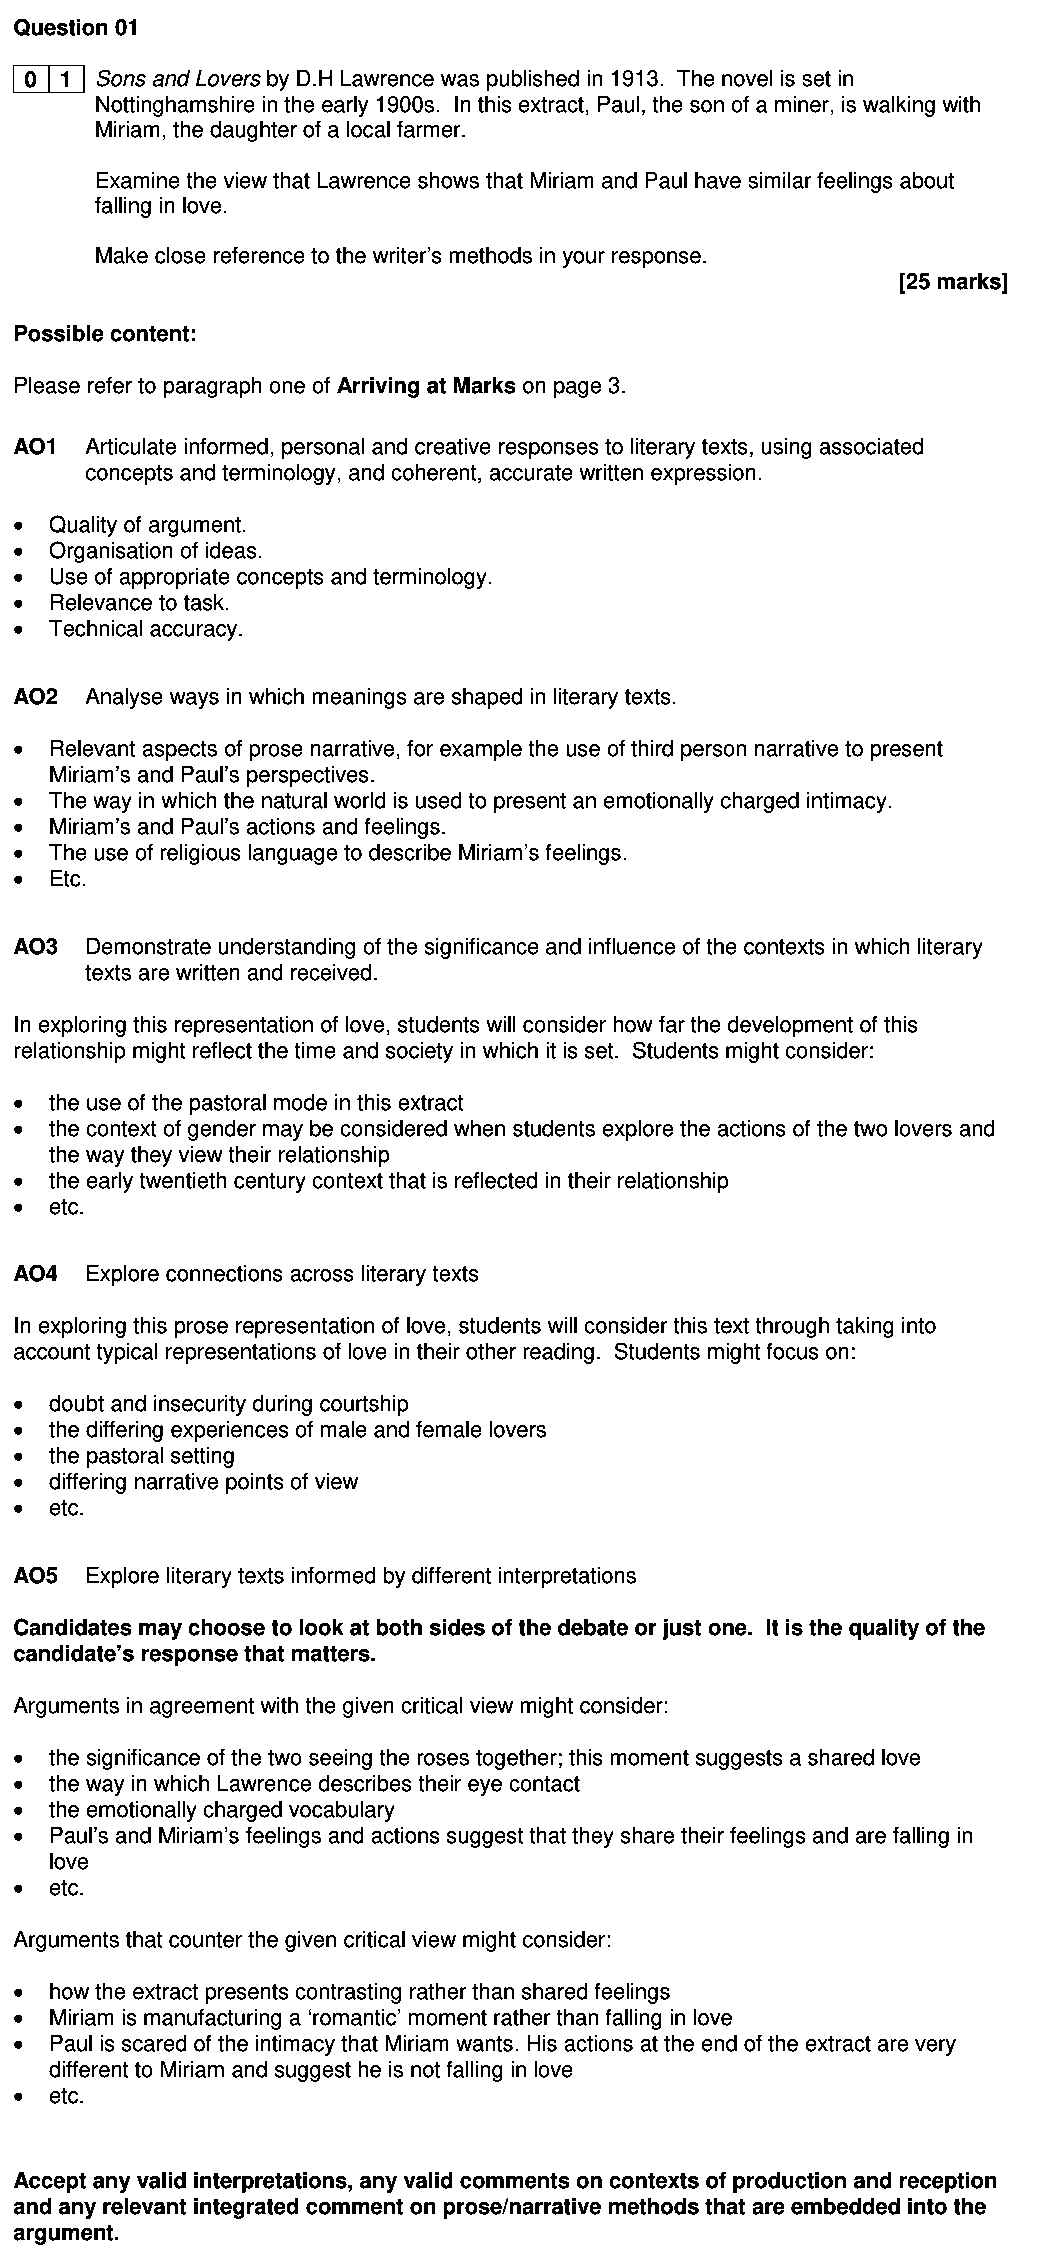 Question 01
0 1 Sons and Lovers by D.H Lawrence was published in 1913. The novel is set in
Nottinghamshire in the early 1900s. In this extract, Paul, the son of a miner, is walking with
Miriam, the daughter of a local farmer.
Examine the view that Lawrence shows that Miriam and Paul have similar feelings about
falling in love.
Make close reference to the writer's methods in your response.
[25 marks]
Possible content:
Please refer to paragraph one of Arriving at Marks on page 3.
AO1 Articulate informed, personal and creative responses to literary texts, using associated
concepts and terminology, and coherent, accurate written expression.
• Quality of argument.
• Organisation of ideas.
• Use of appropriate concepts and terminology.
• Relevance to task.
• Technical accuracy.
AO2 Analyse ways in which meanings are shaped in literary texts.
• Relevant aspects of prose narrative, for example the use of third person narrative to present
Miriam's and Paul's perspectives.
• The way in which the natural world is used to present an emotionally charged intimacy.
• Miriam's and Paul's actions and feelings.
• The use of religious language to describe Miriam's feelings.
• Etc.
AO3 Demonstrate understanding of the significance and influence of the contexts in which literary
texts are written and received.
In exploring this representation of love, students will consider how far the development of this
relationship might reflect the time and society in which it is set. Students might consider:
• the use of the pastoral mode in this extract
• the context of gender may be considered when students explore the actions of the two lovers and
the way they view their relationship
• the early twentieth century context that is reflected in their relationship
• etc.
AO4 Explore connections across literary texts
In exploring this prose representation of love, students will consider this text through taking into
account typical representations of love in their other reading. Students might focus on:
• doubt and insecurity during courtship
• the differing experiences of male and female lovers
• the pastoral setting
• differing narrative points of view
• etc.
AO5 Explore literary texts informed by different interpretations
Candidates may choose to look at both sides of the debate or just one. It is the quality of the
candidate's response that matters.
Arguments in agreement with the given critical view might consider:
• the significance of the two seeing the roses together; this moment suggests a shared love
• the way in which Lawrence describes their eye contact
• the emotionally charged vocabulary
• Paul's and Miriam's feelings and actions suggest that they share their feelings and are falling in
love
• etc.
Arguments that counter the given critical view might consider:
• how the extract presents contrasting rather than shared feelings
• Miriam is manufacturing a 'romantic' moment rather than falling in love
• Paul is scared of the intimacy that Miriam wants. His actions at the end of the extract are very
different to Miriam and suggest he is not falling in love
• etc.
Accept any valid interpretations, any valid comments on contexts of production and reception
and any relevant integrated comment on prose/narrative methods that are embedded into the
argument.